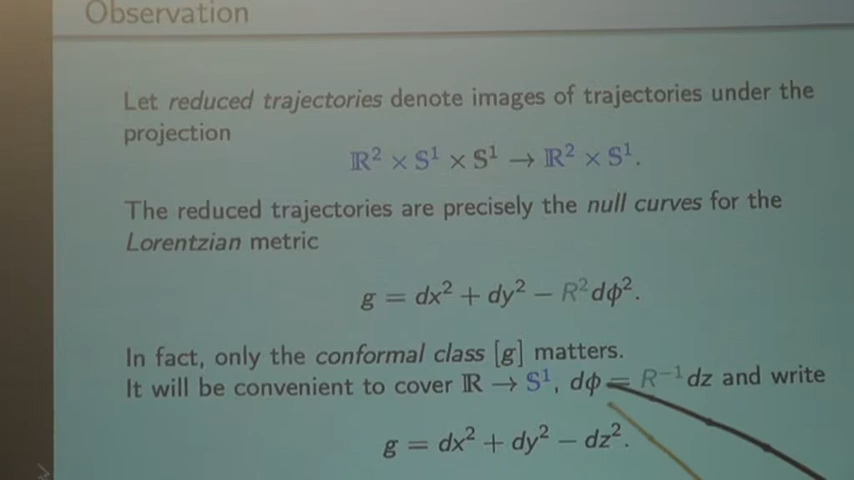 Observation
Let reduced trajectories denote images of trajectories under the
projection
ℝ² × 𝕊¹ × 𝕊¹ → ℝ² × 𝕊¹.
The reduced trajectories are precisely the null curves for the
Lorentzian metric
g = dx² + dy² − R²dϕ².
In fact, only the conformal class [g] matters.
It will be convenient to cover ℝ → 𝕊¹, dϕ = R⁻¹dz and write
g = dx² + dy² − dz².